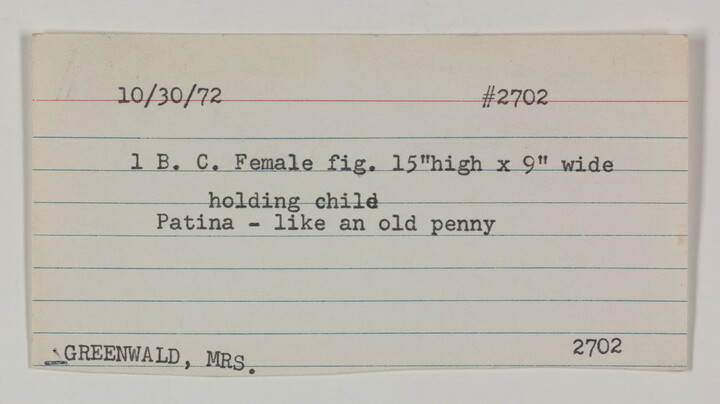 10/30/72 #2702
1 B. C. Female fig. 15"high x 9" wide
holding child
Patina - like an old penny
GREENWALD, MRS. 2702